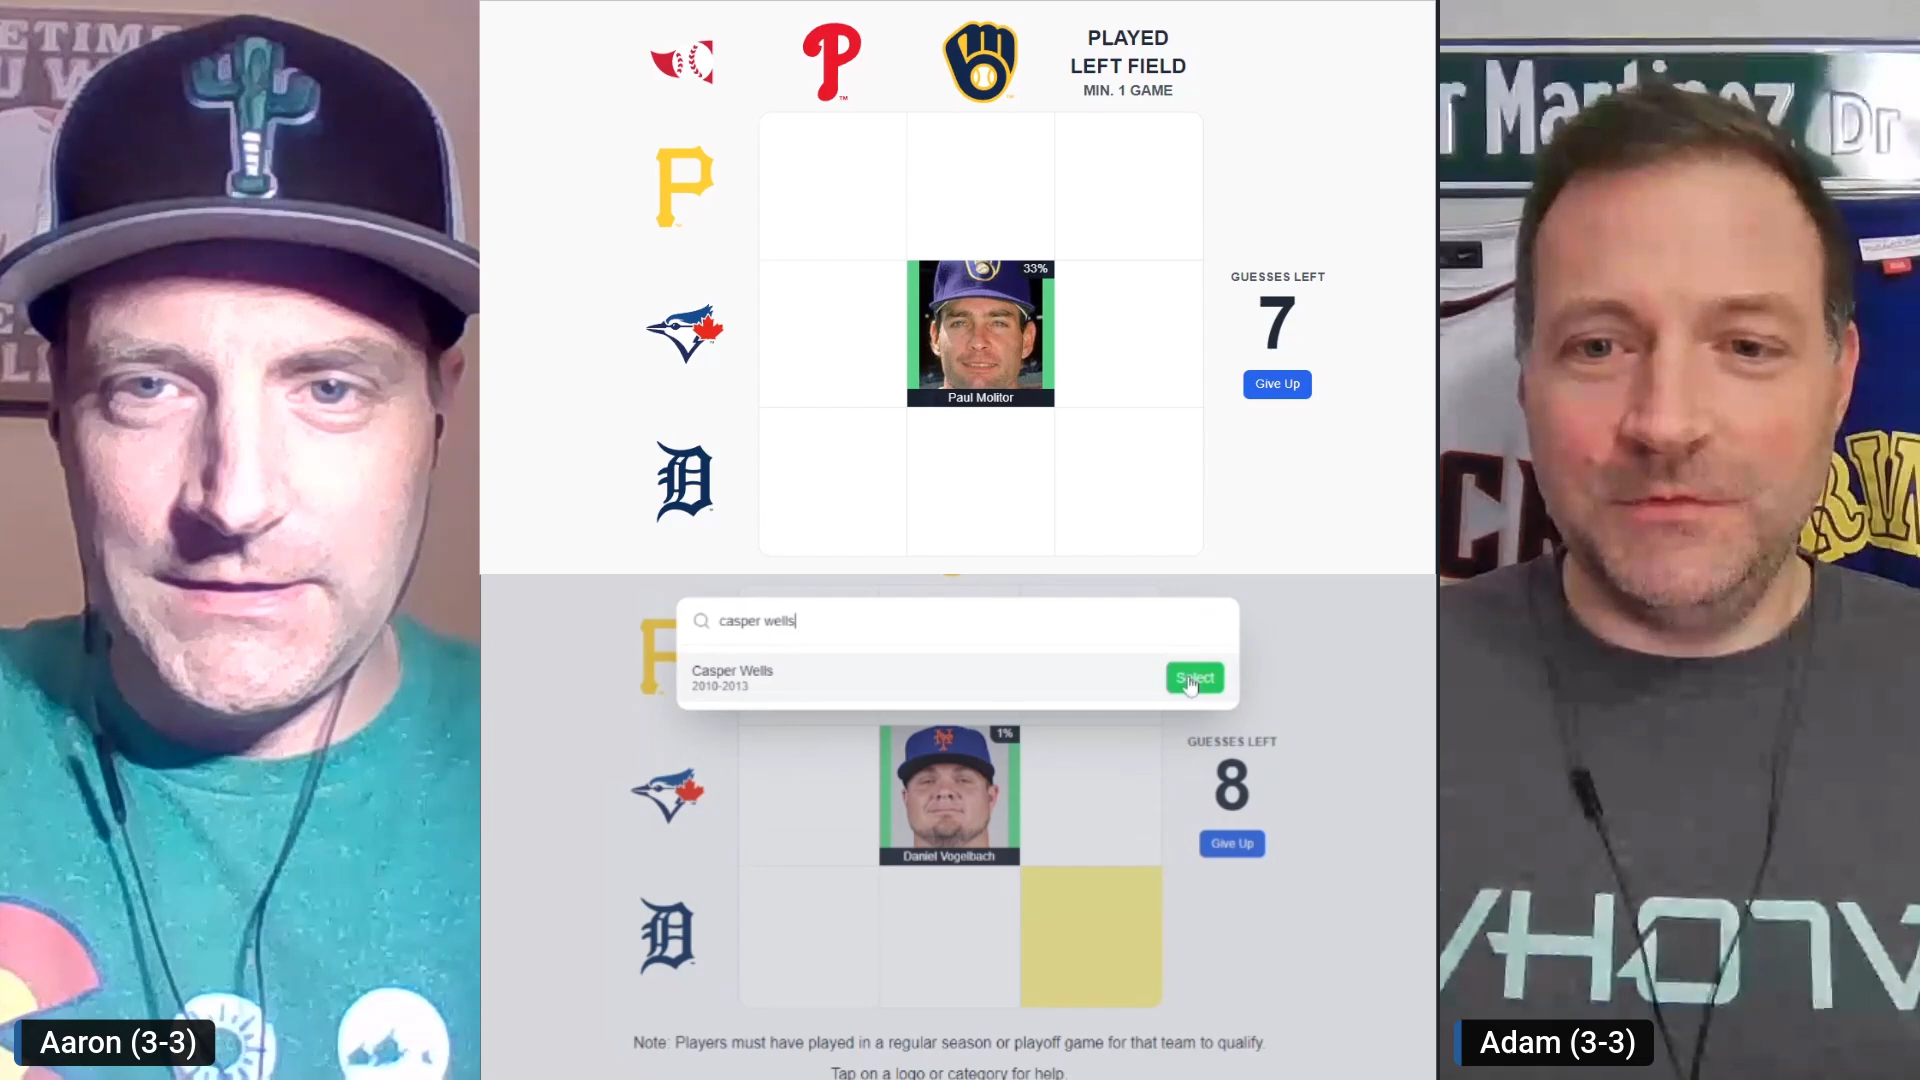 PLAYED
LEFT FIELD
MIN. 1 GAME
P
P
33%
Paul Molitor
GUESSES LEFT
7
Give Up
D
casper wells
Casper Wells
2010-2013
Select
1%
Daniel Vogelbach
GUESSES LEFT
8
Give Up
D
Note: Players must have played in a regular season or playoff game for that team to qualify.
Tap on a logo or category for help.
Aaron (3-3)
Adam (3-3)
r Martinez Dr